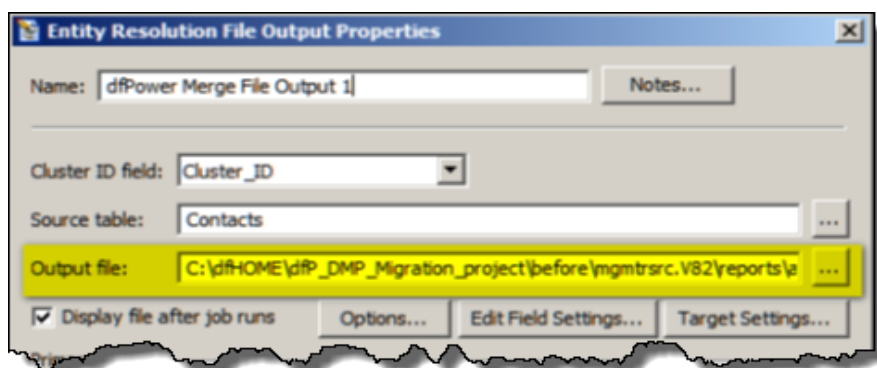 Entity Resolution File Output Properties
Name: dfPower Merge File Output 1 Notes...
Cluster ID field: Cluster_ID
Source table: Contacts ...
Output file: C:\dfHOME\dfP_DMP_Migration_project\before\mgmtrsrc.V82\reports\a ...
Display file after job runs Options... Edit Field Settings... Target Settings...